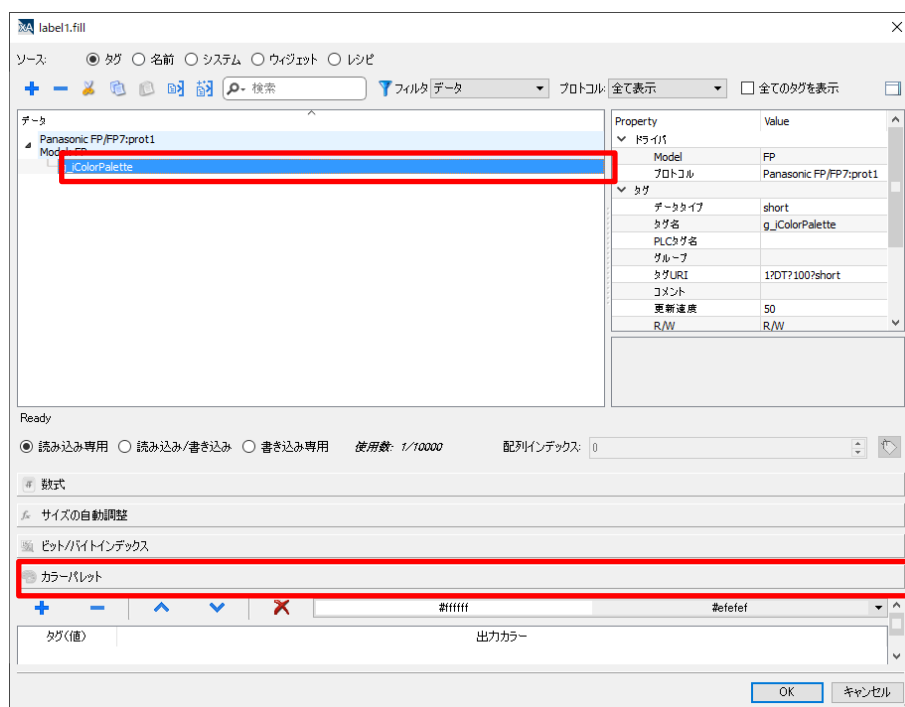 label1.fill
ソース: タグ 名前 システム ウィジェット レシピ
検索 フィルタ データ プロトコル: 全て表示 全てのタグを表示
データ
Panasonic FP/FP7:prot1
Model: FP
g_iColorPalette
Property Value
ドライバ
Model FP
プロトコル Panasonic FP/FP7:prot1
タグ
データタイプ short
タグ名 g_iColorPalette
PLCタグ名
グループ
タグURI 1?DT?100?short
コメント
更新速度 50
R/W R/W
Ready
読み込み専用 読み込み/書き込み 書き込み専用 使用数: 1/10000 配列インデックス: 0
数式
サイズの自動調整
ビット/バイトインデックス
カラーパレット
#ffffff #efefef
タグ(値) 出力カラー
OK キャンセル